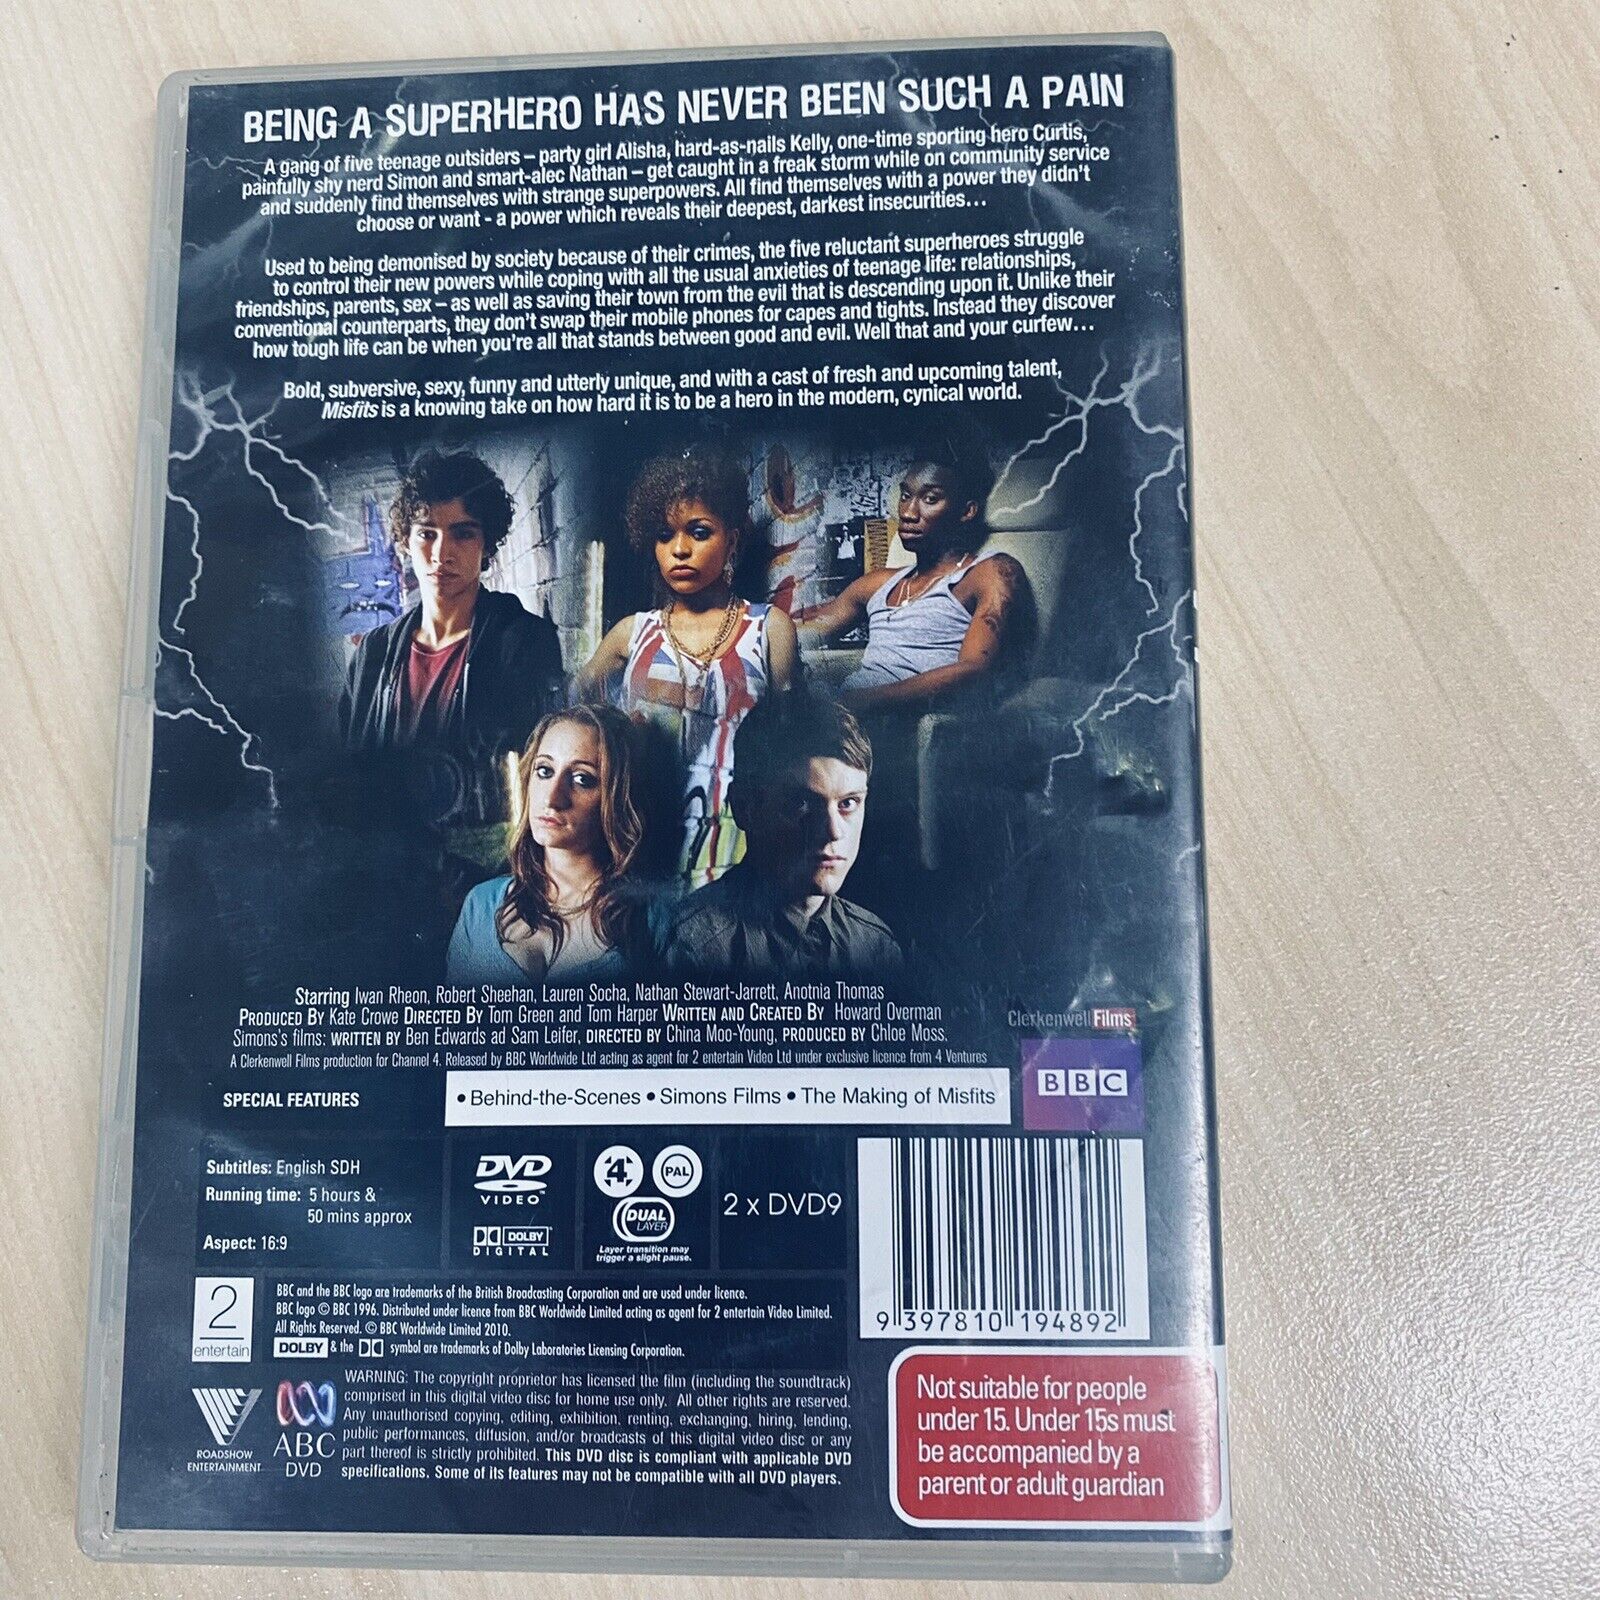 BEING A SUPERHERO HAS NEVER BEEN SUCH A PAIN
A gang of five teenage outsiders – party girl Alisha, hard-as-nails Kelly, one-time sporting hero Curtis,
painfully shy nerd Simon and smart-alec Nathan – get caught in a freak storm while on community service
and suddenly find themselves with strange superpowers. All find themselves with a power they didn't
choose or want - a power which reveals their deepest, darkest insecurities...
Used to being demonised by society because of their crimes, the five reluctant superheroes struggle
to control their new powers while coping with all the usual anxieties of teenage life: relationships,
friendships, parents, sex – as well as saving their town from the evil that is descending upon it. Unlike their
conventional counterparts, they don't swap their mobile phones for capes and tights. Instead they discover
how tough life can be when you're all that stands between good and evil. Well that and your curfew...
Bold, subversive, sexy, funny and utterly unique, and with a cast of fresh and upcoming talent,
Misfits is a knowing take on how hard it is to be a hero in the modern, cynical world.
Starring Iwan Rheon, Robert Sheehan, Lauren Socha, Nathan Stewart-Jarrett, Anotnia Thomas
PRODUCED BY Kate Crowe DIRECTED BY Tom Green and Tom Harper WRITTEN AND CREATED BY Howard Overman
Simons's films: WRITTEN BY Ben Edwards ad Sam Leifer, DIRECTED BY China Moo-Young, PRODUCED BY Chloe Moss.
A Clerkenwell Films production for Channel 4. Released by BBC Worldwide Ltd acting as agent for 2 entertain Video Ltd under exclusive licence from 4 Ventures
Clerkenwell Films
BBC
SPECIAL FEATURES
• Behind-the-Scenes • Simons Films • The Making of Misfits
Subtitles: English SDH
Running time: 5 hours &
50 mins approx
Aspect: 16:9
DVD
VIDEO™
DOLBY
DIGITAL
4
PAL
DUAL
LAYER
Layer transition may
trigger a slight pause.
2 x DVD9
9 397810 194892
2
entertain
BBC and the BBC logo are trademarks of the British Broadcasting Corporation and are used under licence.
BBC logo © BBC 1996. Distributed under licence from BBC Worldwide Limited acting as agent for 2 entertain Video Limited.
All Rights Reserved. © BBC Worldwide Limited 2010.
DOLBY & the symbol are trademarks of Dolby Laboratories Licensing Corporation.
ROADSHOW
ENTERTAINMENT
ABC
DVD
WARNING: The copyright proprietor has licensed the film (including the soundtrack)
comprised in this digital video disc for home use only. All other rights are reserved.
Any unauthorised copying, editing, exhibition, renting, exchanging, hiring, lending,
public performances, diffusion, and/or broadcasts of this digital video disc or any
part thereof is strictly prohibited. This DVD disc is compliant with applicable DVD
specifications. Some of its features may not be compatible with all DVD players.
Not suitable for people
under 15. Under 15s must
be accompanied by a
parent or adult guardian